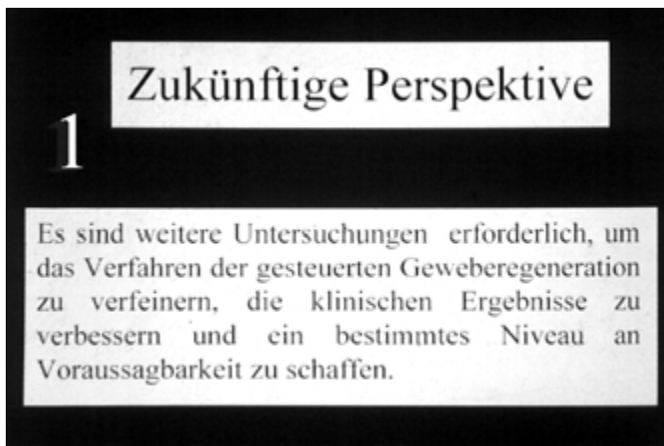 Zukünftige Perspektive
1
Es sind weitere Untersuchungen erforderlich, um
das Verfahren der gesteuerten Geweberegeneration
zu verfeinern, die klinischen Ergebnisse zu
verbessern und ein bestimmtes Niveau an
Voraussagbarkeit zu schaffen.